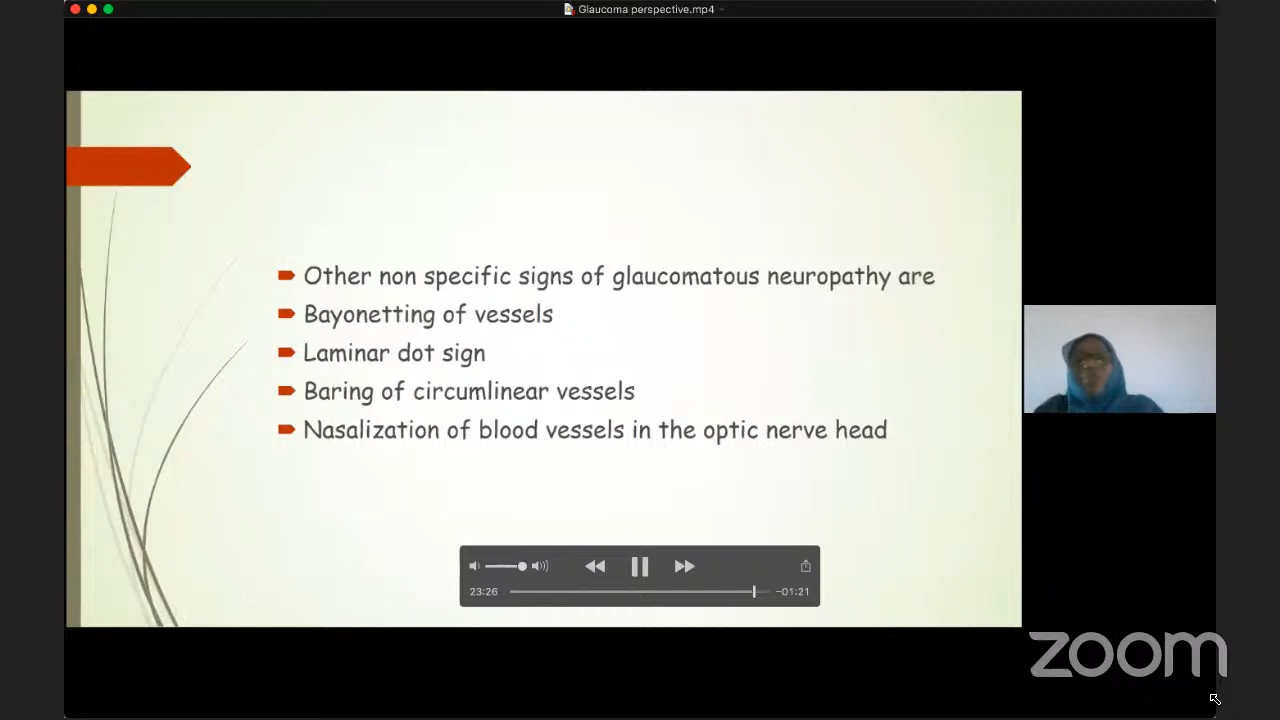 Glaucoma perspective.mp4
Other non specific signs of glaucomatous neuropathy are
Bayonetting of vessels
Laminar dot sign
Baring of circumlinear vessels
Nasalization of blood vessels in the optic nerve head
23:26
−01:21
zoom